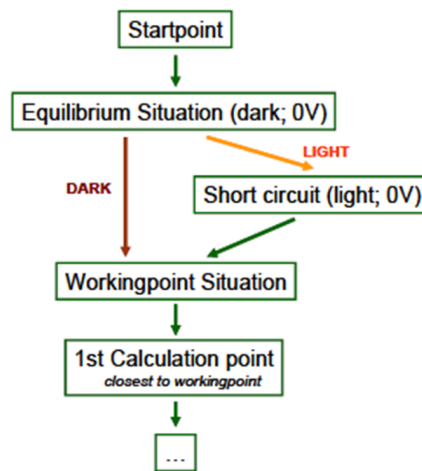 Startpoint
Equilibrium Situation (dark; 0V)
LIGHT
DARK
Short circuit (light; 0V)
Workingpoint Situation
1st Calculation point
closest to workingpoint
...